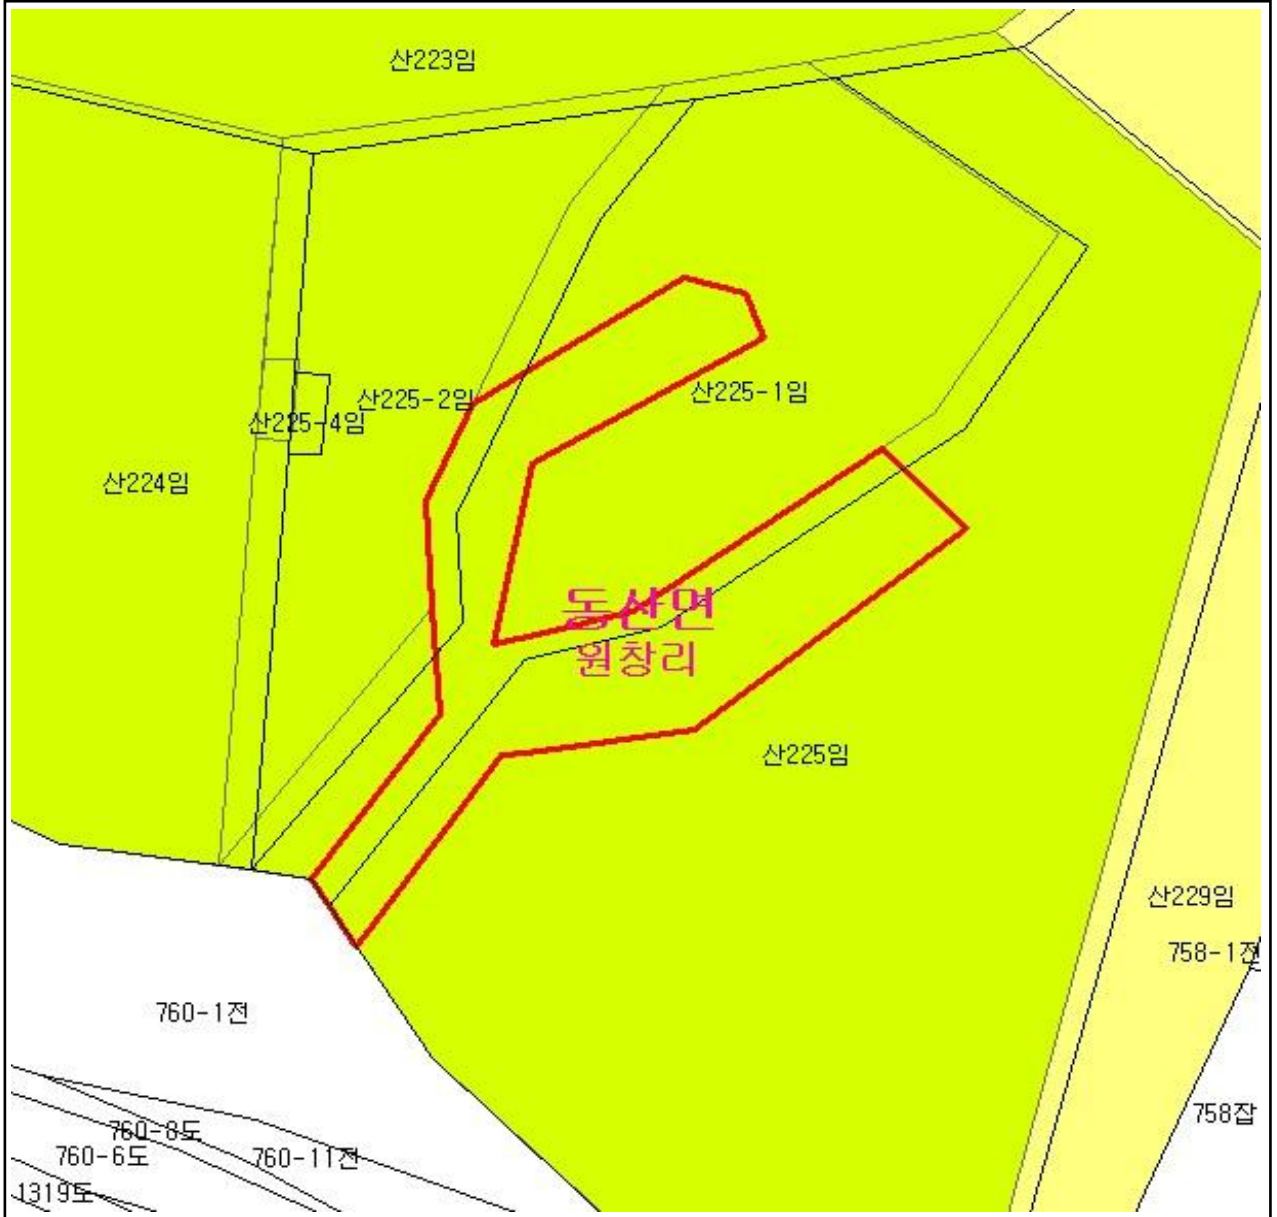 산223임
산225-2임
산225-1임
산225-4임
산224임
동산면
원창리
산225임
산229임
758-1전
760-1전
758잡
760-8도
760-6도
760-11전
1319도